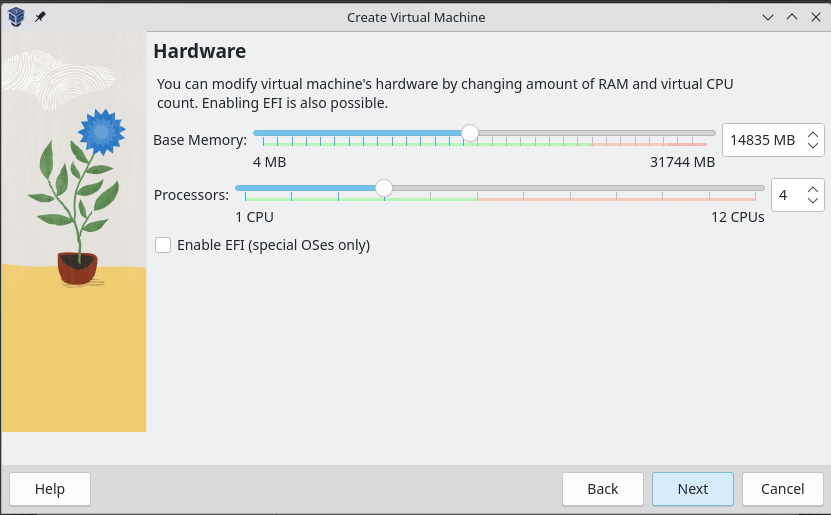 Create Virtual Machine
Hardware
You can modify virtual machine's hardware by changing amount of RAM and virtual CPU
count. Enabling EFI is also possible.
Base Memory:
14835 MB
4 MB
31744 MB
Processors:
4
1 CPU
12 CPUs
Enable EFI (special OSes only)
Help
Back
Next
Cancel